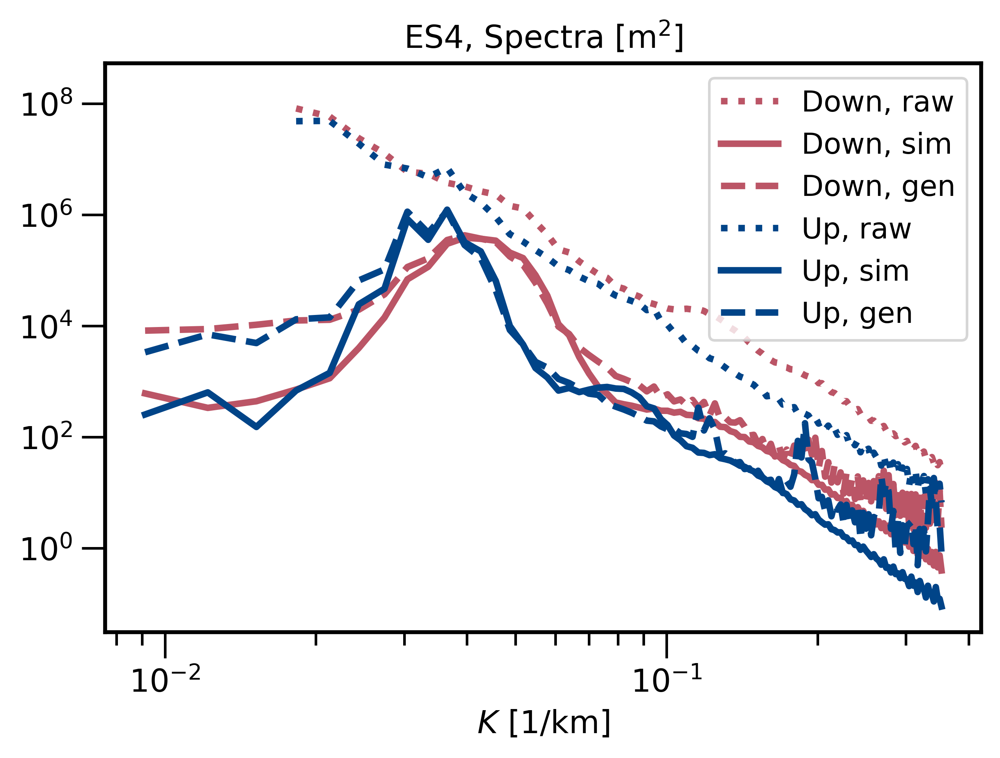 ES4, Spectra [m²]
10⁸
10⁶
10⁴
10²
10⁰
Down, raw
Down, sim
Down, gen
Up, raw
Up, sim
Up, gen
10⁻² 10⁻¹
K [1/km]